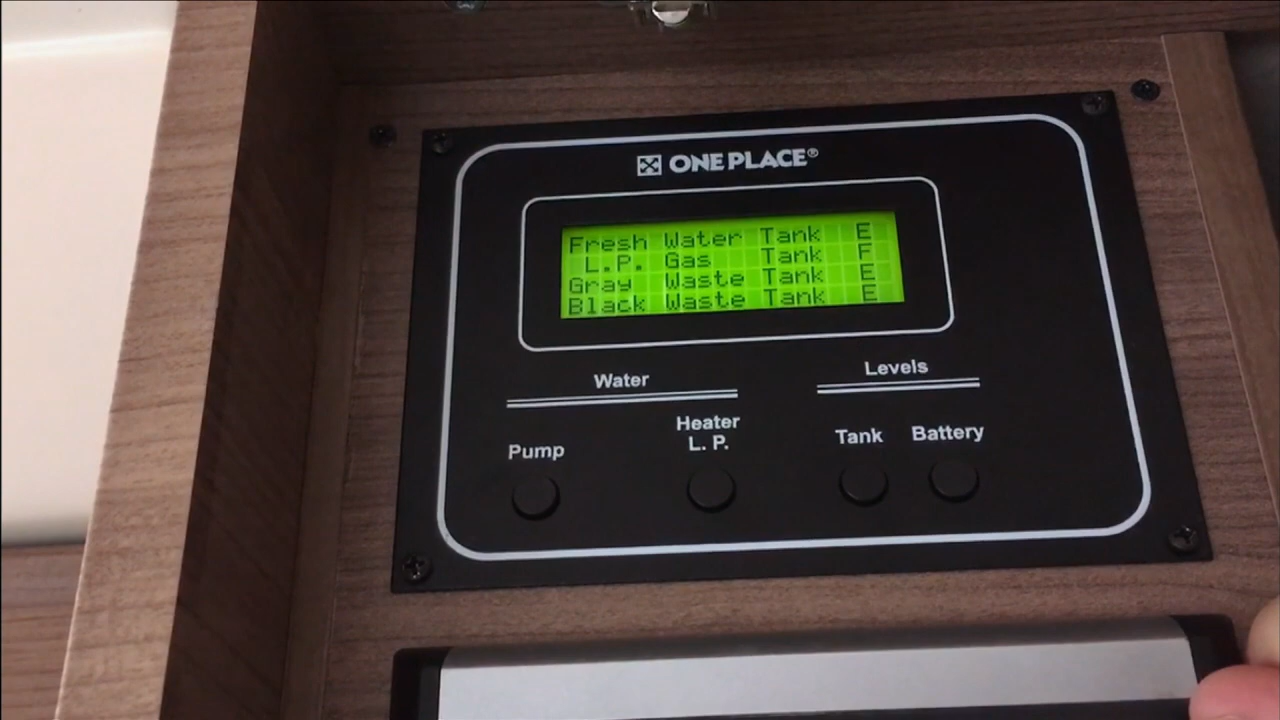 ONE PLACE®
Fresh Water Tank E
L.P. Gas Tank F
Gray Waste Tank E
Black Waste Tank E
Water
Levels
Pump
Heater
L. P.
Tank
Battery